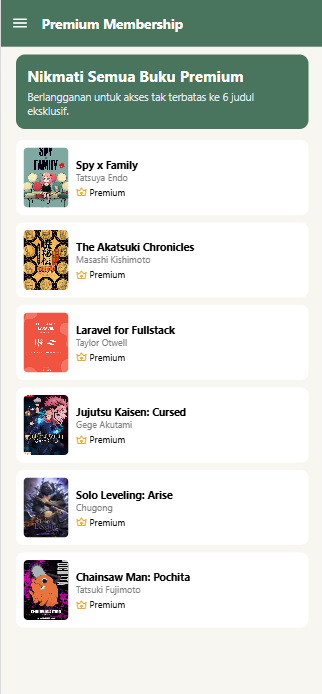 Premium Membership
Nikmati Semua Buku Premium
Berlangganan untuk akses tak terbatas ke 6 judul
eksklusif.
SPY
FAMILY
Spy x Family
Tatsuya Endo
Premium
The Akatsuki Chronicles
Masashi Kishimoto
Premium
Laravel for Fullstack
Taylor Otwell
Premium
Jujutsu Kaisen: Cursed
Gege Akutami
Premium
Solo Leveling: Arise
Chugong
Premium
Chainsaw Man: Pochita
Tatsuki Fujimoto
Premium